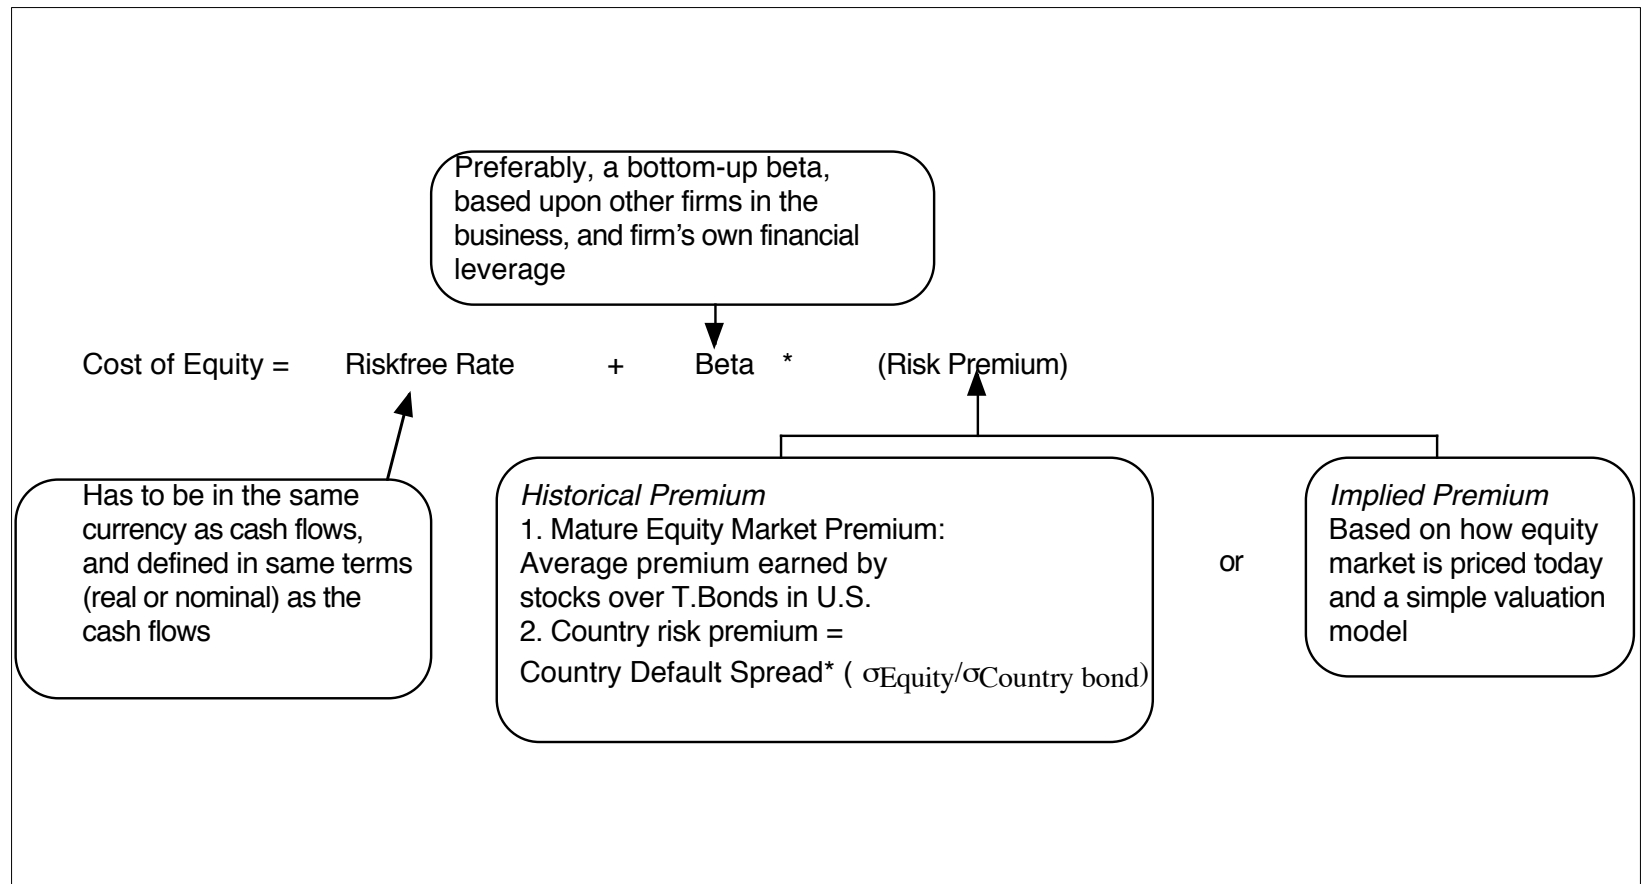 Preferably, a bottom-up beta,
based upon other firms in the
business, and firm's own financial
leverage
Cost of Equity = Riskfree Rate + Beta * (Risk Premium)
Has to be in the same
currency as cash flows,
and defined in same terms
(real or nominal) as the
cash flows
Historical Premium
1. Mature Equity Market Premium:
Average premium earned by
stocks over T.Bonds in U.S.
2. Country risk premium =
Country Default Spread* ( σEquity/σCountry bond)
or
Implied Premium
Based on how equity
market is priced today
and a simple valuation
model